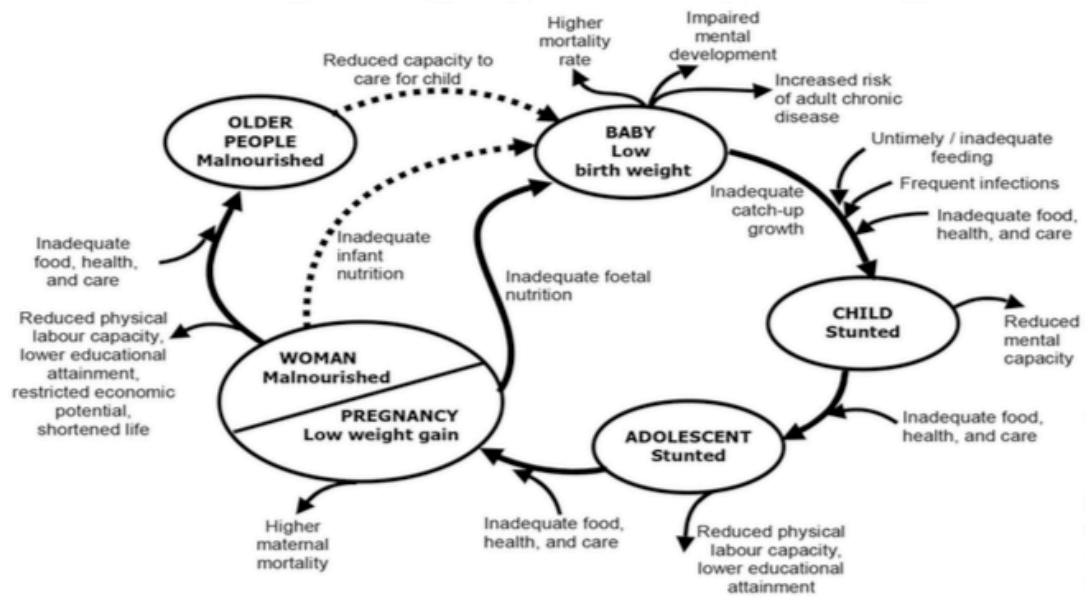 Higher
mortality
rate
Impaired
mental
development
Increased risk
of adult chronic
disease
Reduced capacity to
care for child
OLDER
PEOPLE
Malnourished
BABY
Low
birth weight
Untimely / inadequate
feeding
Frequent infections
Inadequate food,
health, and care
Inadequate
catch-up
growth
Inadequate
food, health,
and care
Inadequate
infant
nutrition
Inadequate foetal
nutrition
CHILD
Stunted
Reduced
mental
capacity
Reduced physical
labour capacity,
lower educational
attainment,
restricted economic
potential,
shortened life
WOMAN
Malnourished
PREGNANCY
Low weight gain
ADOLESCENT
Stunted
Inadequate food,
health, and care
Higher
maternal
mortality
Inadequate food,
health, and care
Reduced physical
labour capacity,
lower educational
attainment